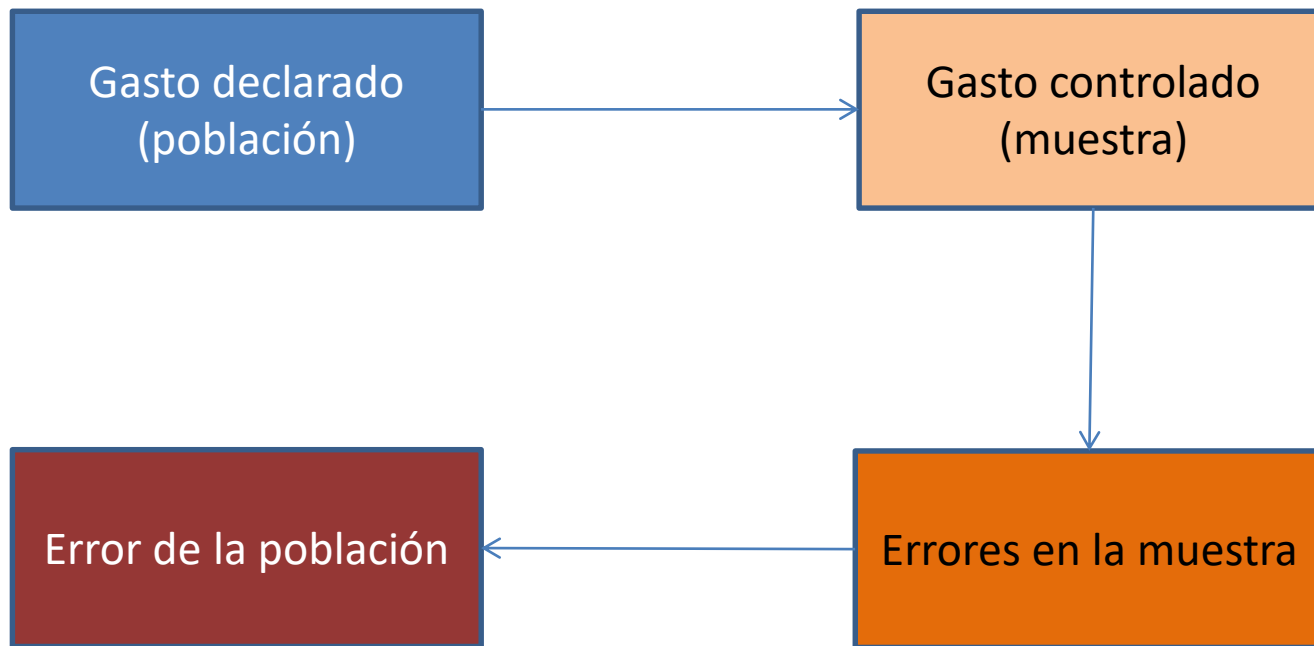 Gasto declarado
(población)
Gasto controlado
(muestra)
Error de la población
Errores en la muestra